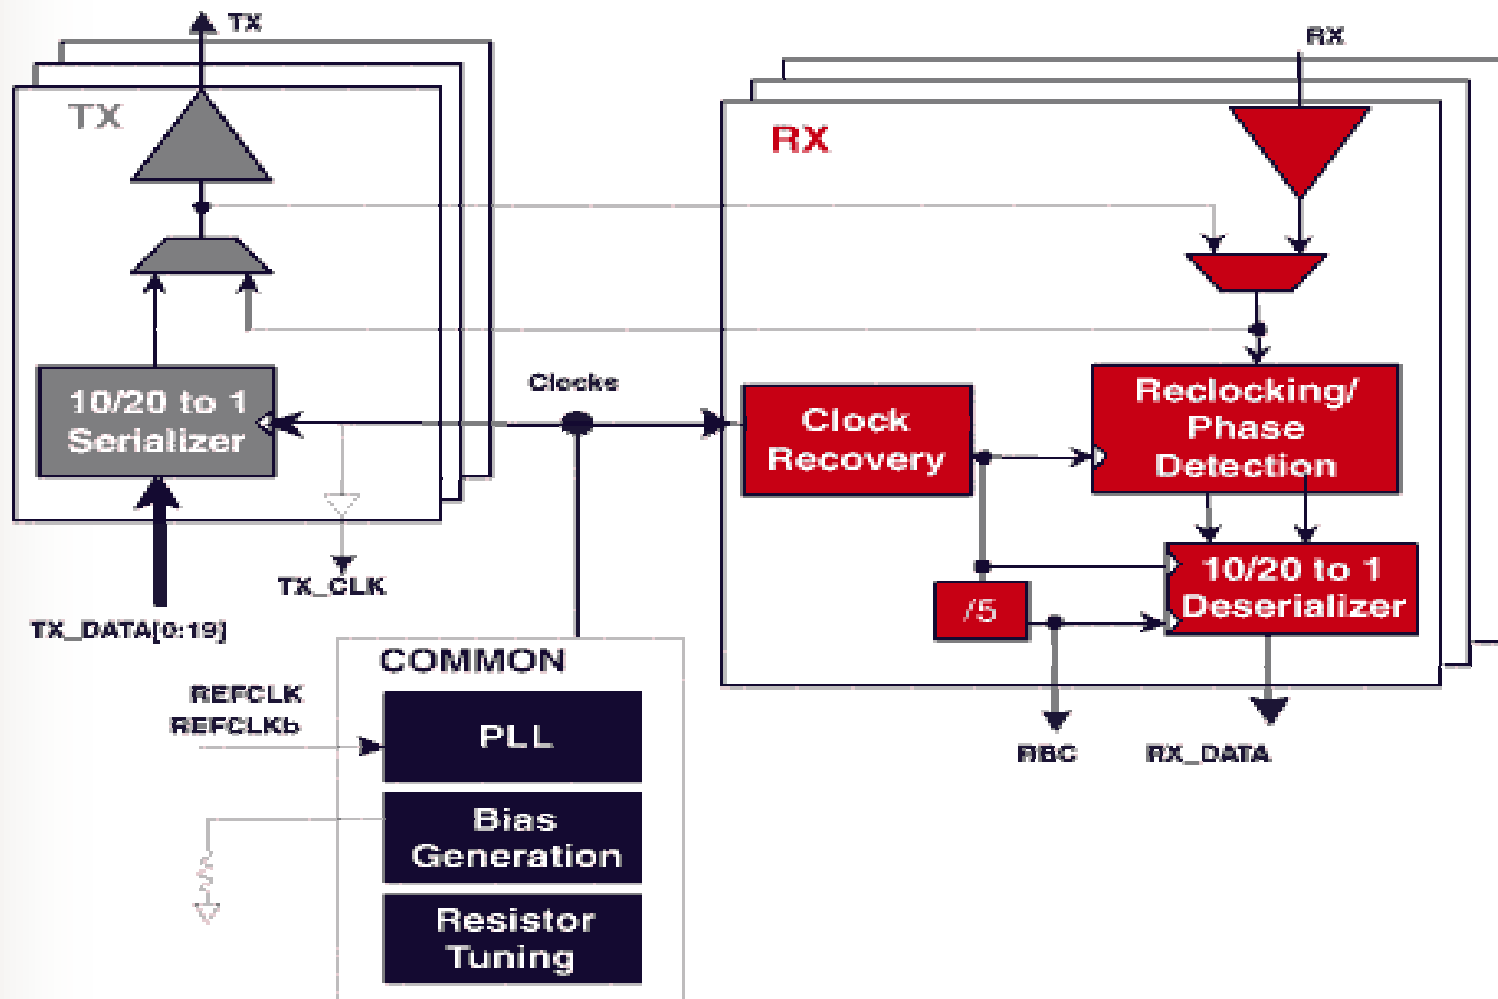 TX
RX
TX
RX
Clocks
10/20 to 1
Serializer
Clock
Recovery
Reclocking/
Phase
Detection
10/20 to 1
Deserializer
/5
TX_CLK
TX_DATA[0:19]
COMMON
REFCLK
REFCLKb
PLL
RBC
RX_DATA
Bias
Generation
Resistor
Tuning